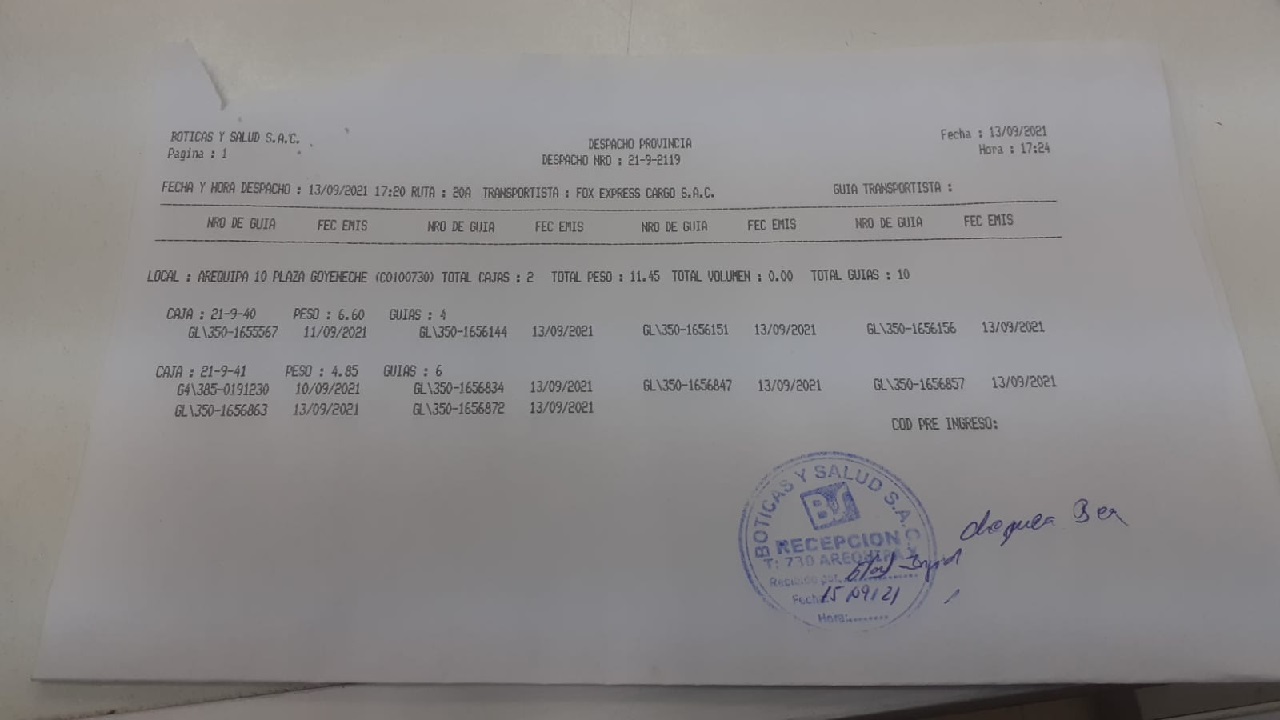 BOTICAS Y SALUD S.A.C.
Pagina : 1
DESPACHO PROVINCIA
DESPACHO NRO : 21-9-2119
Fecha : 13/09/2021
Hora : 17:24
FECHA Y HORA DESPACHO : 13/09/2021 17:20 RUTA : 20A TRANSPORTISTA : FOX EXPRESS CARGO S.A.C. GUIA TRANSPORTISTA :
NRO DE GUIA FEC EMIS NRO DE GUIA FEC EMIS NRO DE GUIA FEC EMIS NRO DE GUIA FEC EMIS
LOCAL : AREQUIPA 10 PLAZA GOYENECHE (C0100730) TOTAL CAJAS : 2 TOTAL PESO : 11.45 TOTAL VOLUMEN : 0.00 TOTAL GUIAS : 10
CAJA : 21-9-40 PESO : 6.60 GUIAS : 4
GL\350-1655567 11/09/2021 GL\350-1656144 13/09/2021 GL\350-1656151 13/09/2021 GL\350-1656156 13/09/2021
CAJA : 21-9-41 PESO : 4.85 GUIAS : 6
G4\385-0191230 10/09/2021 GL\350-1656834 13/09/2021 GL\350-1656847 13/09/2021 GL\350-1656857 13/09/2021
GL\350-1656863 13/09/2021 GL\350-1656872 13/09/2021
COD PRE INGRESO:
BOTICAS Y SALUD S.A.C.
BS
RECEPCION
T: 730 AREQUIPA
Recibido por:
Fecha 15/09/21
Hora: